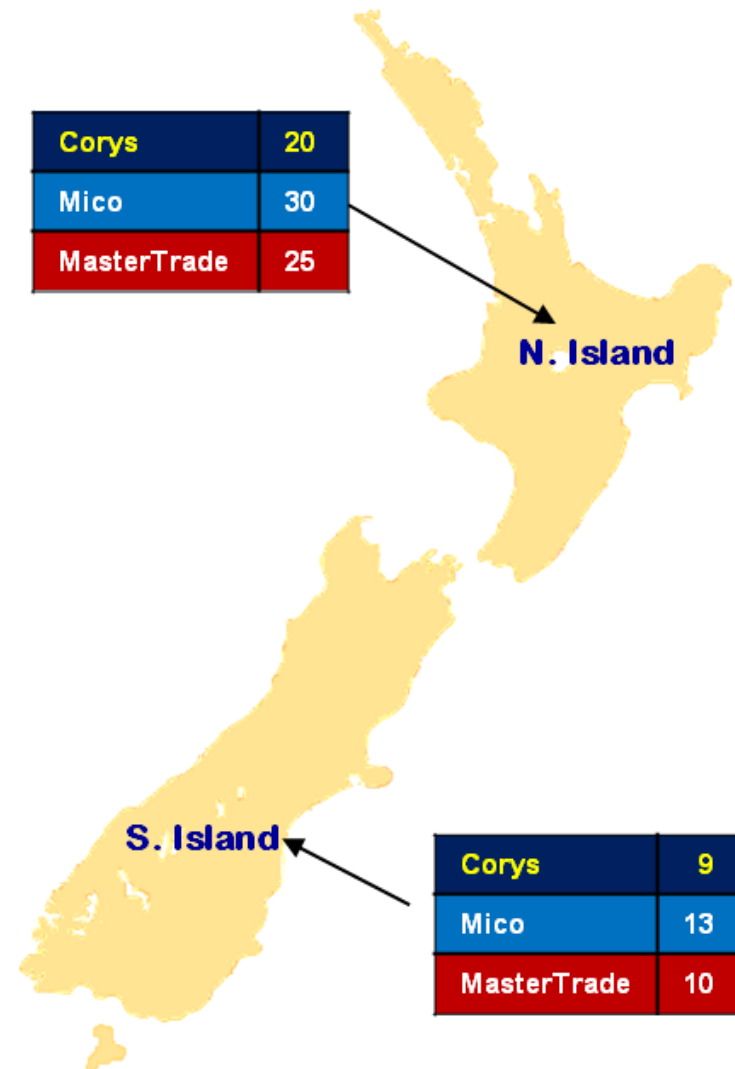 Corys 20
Mico 30
MasterTrade 25
N. Island
S. Island
Corys 9
Mico 13
MasterTrade 10